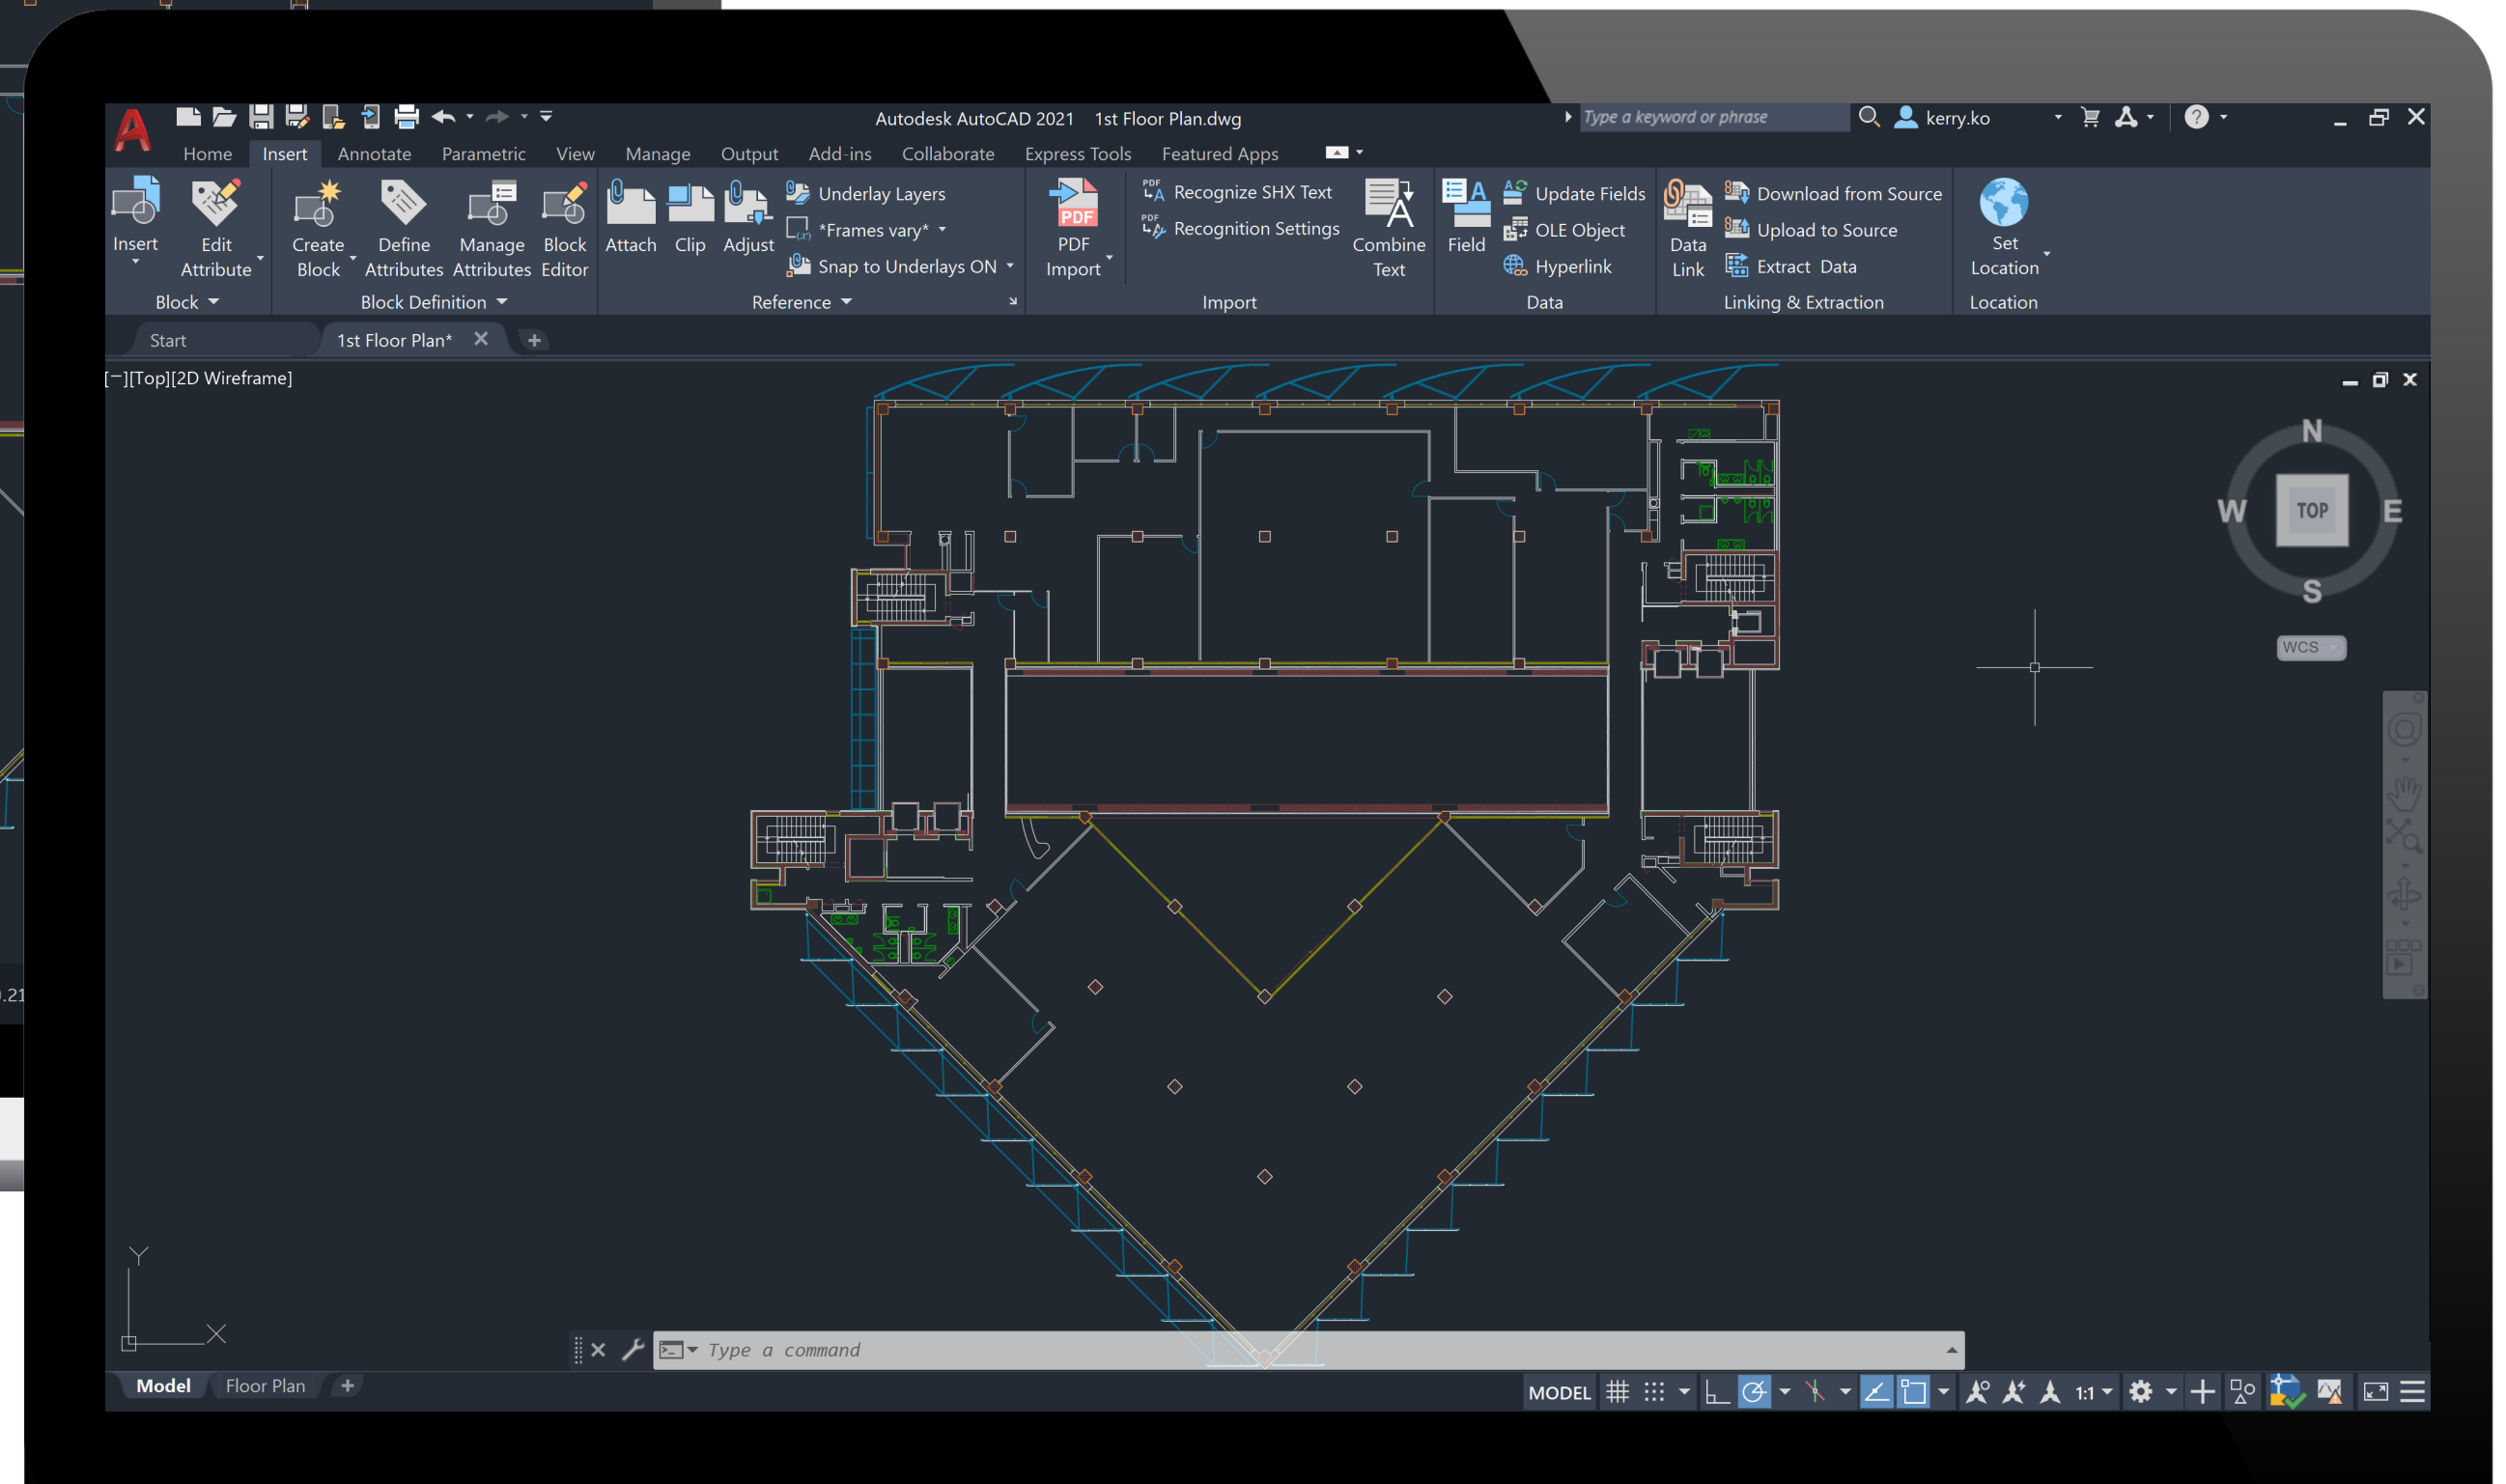 Autodesk AutoCAD 2021 1st Floor Plan.dwg
Type a keyword or phrase
kerry.ko
?
Home Insert Annotate Parametric View Manage Output Add-ins Collaborate Express Tools Featured Apps
Insert
Edit Attribute
Block
Create Block
Define Attributes
Manage Attributes
Block Editor
Block Definition
Attach
Clip
Adjust
Underlay Layers
*Frames vary*
Snap to Underlays ON
Reference
PDF
PDF Import
PDF
Recognize SHX Text
PDF
Recognition Settings
A
Combine Text
Import
A
Field
Update Fields
OLE Object
Hyperlink
Data
Data Link
Download from Source
Upload to Source
Extract Data
Linking & Extraction
Set Location
Location
Start
1st Floor Plan*
[−][Top][2D Wireframe]
N
W TOP E
S
WCS
.21
Y
X
Type a command
Model Floor Plan
MODEL
1:1